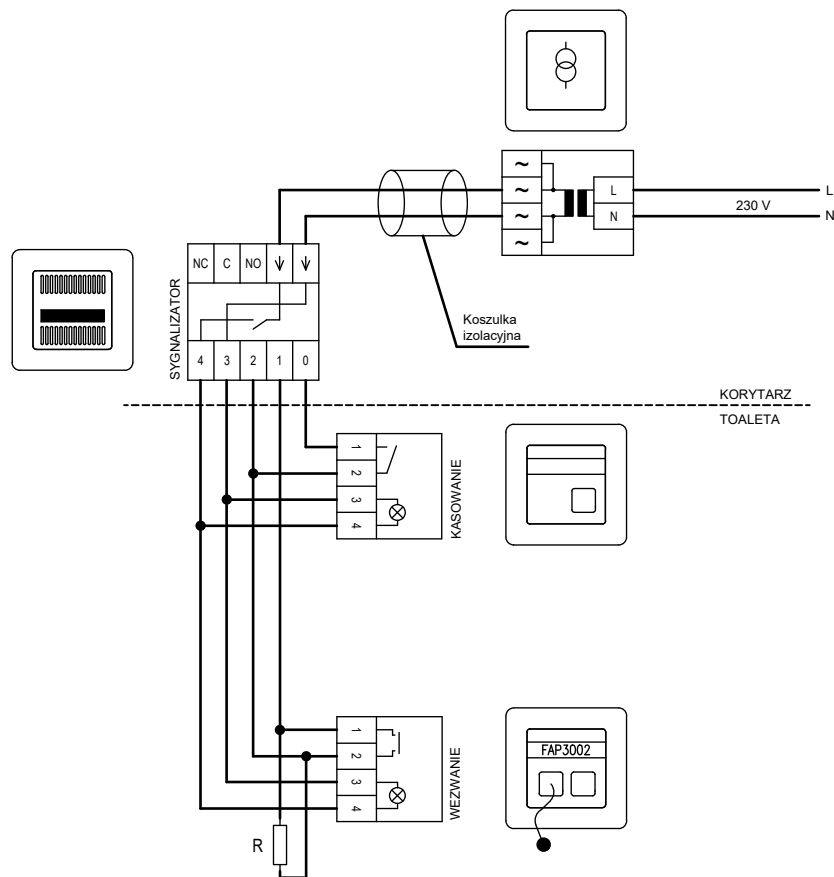 ~
~
~
~
L
N
L
230 V
N
NC C NO
SYGNALIZATOR
4 3 2 1 0
Koszulka
izolacyjna
KORYTARZ
TOALETA
1
2
3
4
KASOWANIE
1
2
3
4
WEZWANIE
FAP3002
R